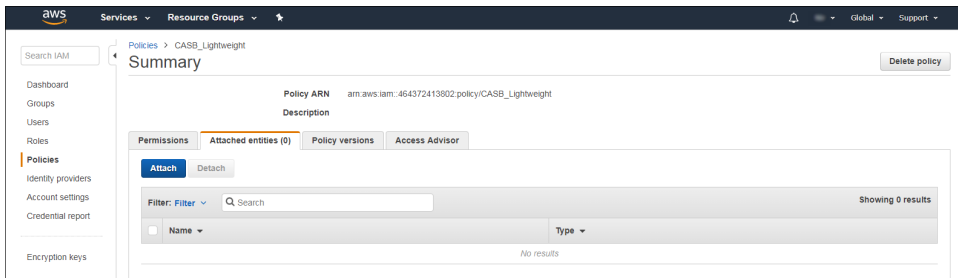 aws Services Resource Groups Global Support
Search IAM
Dashboard
Groups
Users
Roles
Policies
Identity providers
Account settings
Credential report
Encryption keys
Policies > CASB_Lightweight
Summary
Delete policy
Policy ARN arn:aws:iam::464372413802:policy/CASB_Lightweight
Description
Permissions Attached entities (0) Policy versions Access Advisor
Attach Detach
Filter: Filter Search Showing 0 results
Name Type
No results